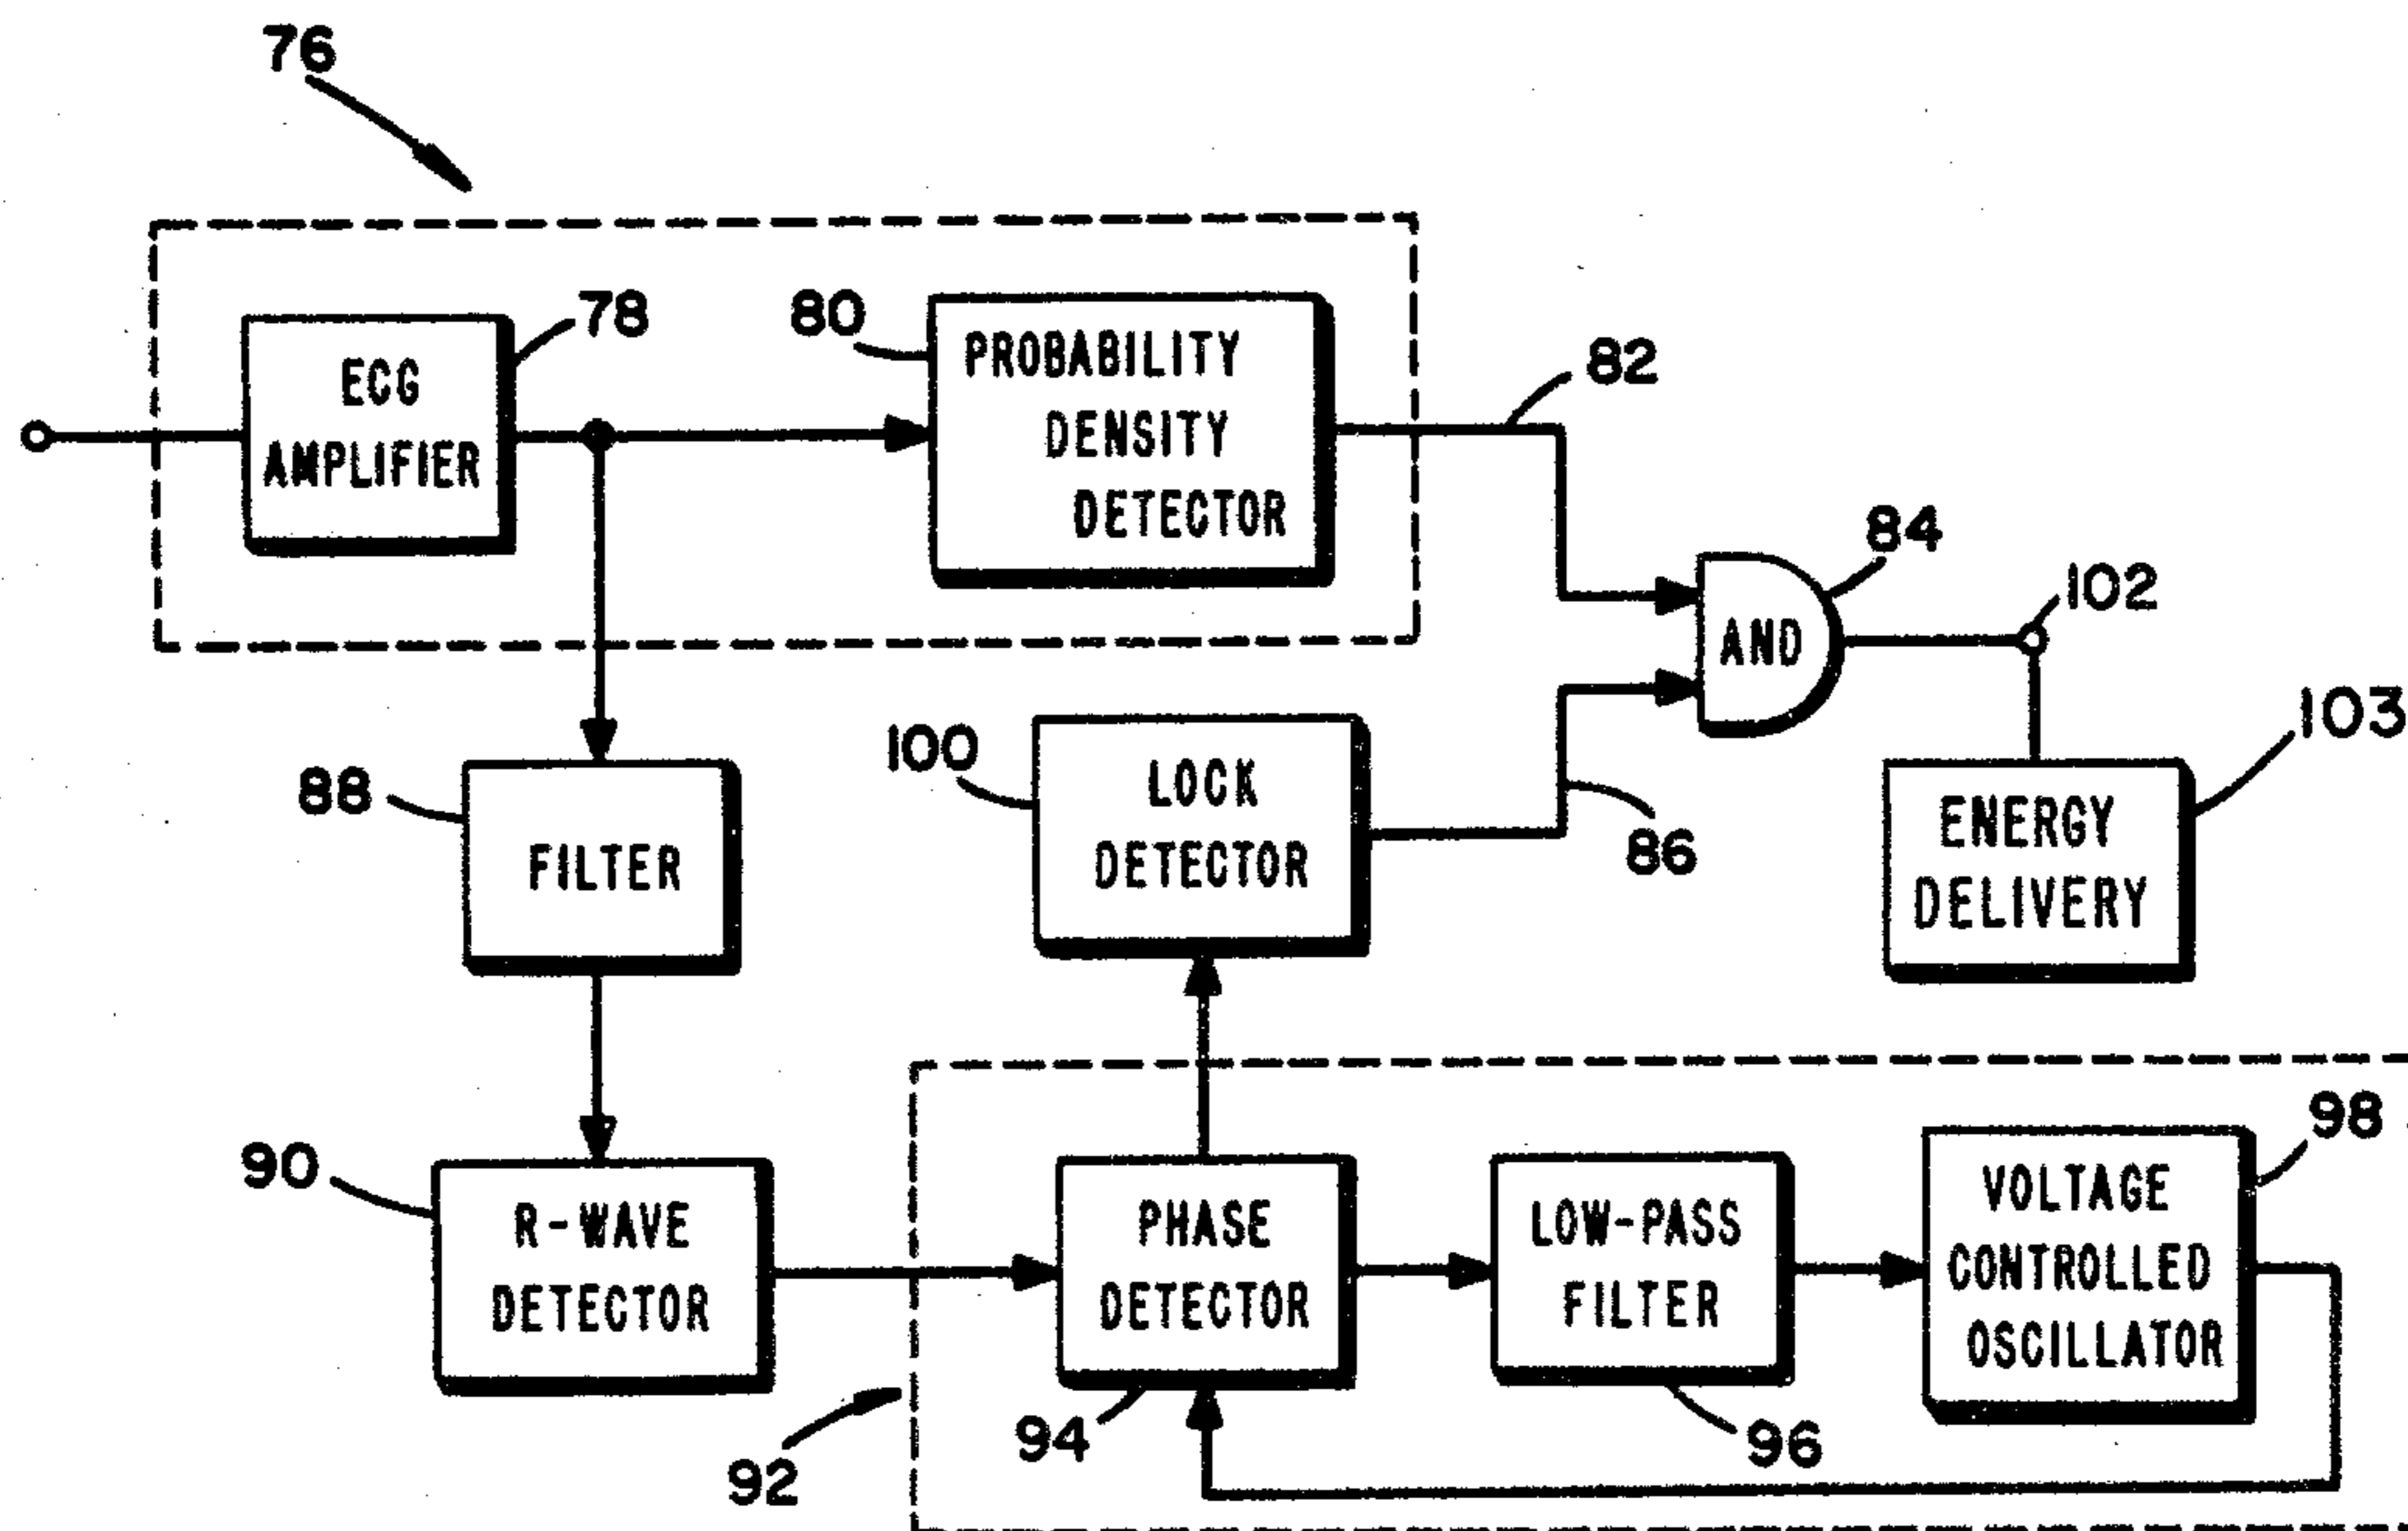 76
ECG
AMPLIFIER
78
80
PROBABILITY
DENSITY
DETECTOR
82
84
AND
102
103
ENERGY
DELIVERY
88
FILTER
100
LOCK
DETECTOR
86
90
R-WAVE
DETECTOR
92
PHASE
DETECTOR
94
LOW-PASS
FILTER
96
VOLTAGE
CONTROLLED
OSCILLATOR
98